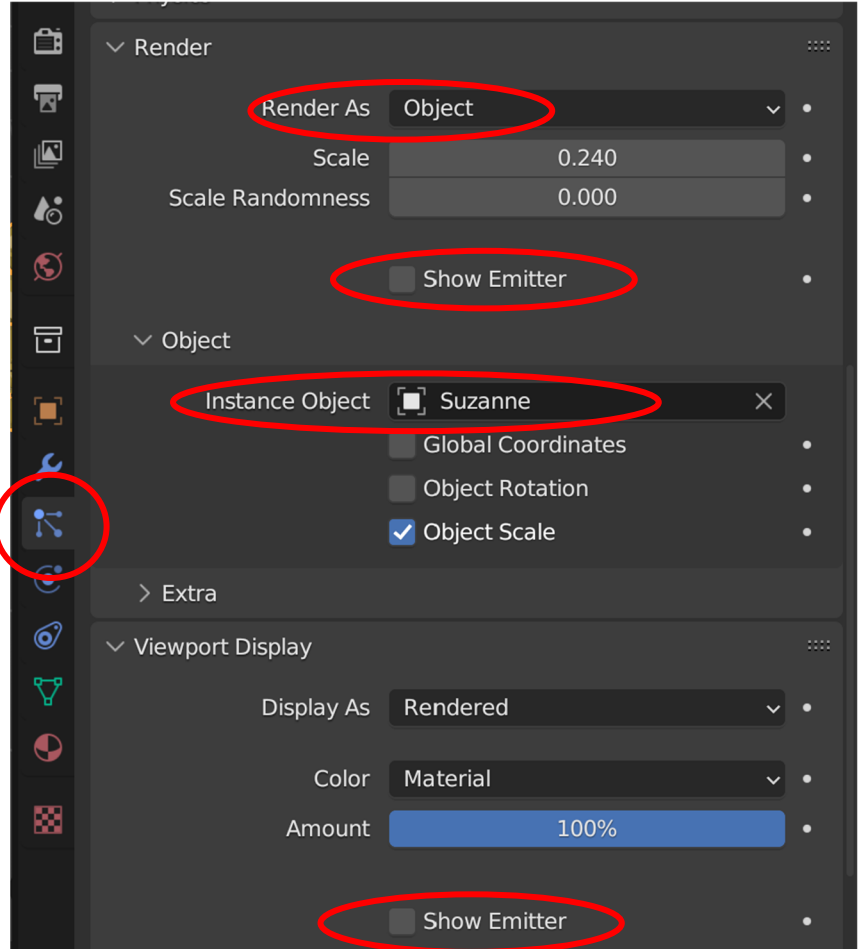 Render
Render As Object
Scale 0.240
Scale Randomness 0.000
Show Emitter
Object
Instance Object Suzanne
Global Coordinates
Object Rotation
Object Scale
Extra
Viewport Display
Display As Rendered
Color Material
Amount 100%
Show Emitter